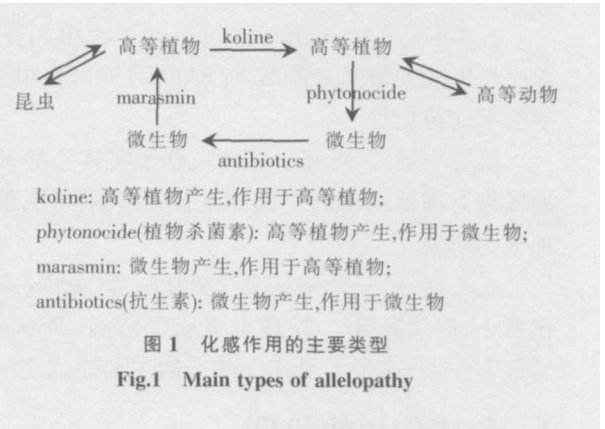 高等植物 koline 高等植物
昆虫 marasmin phytonocide 高等动物
微生物 antibiotics 微生物
koline: 高等植物产生,作用于高等植物;
phytonocide(植物杀菌素): 高等植物产生,作用于微生物;
marasmin: 微生物产生,作用于高等植物;
antibiotics(抗生素): 微生物产生,作用于微生物
图 1 化感作用的主要类型
Fig.1 Main types of allelopathy